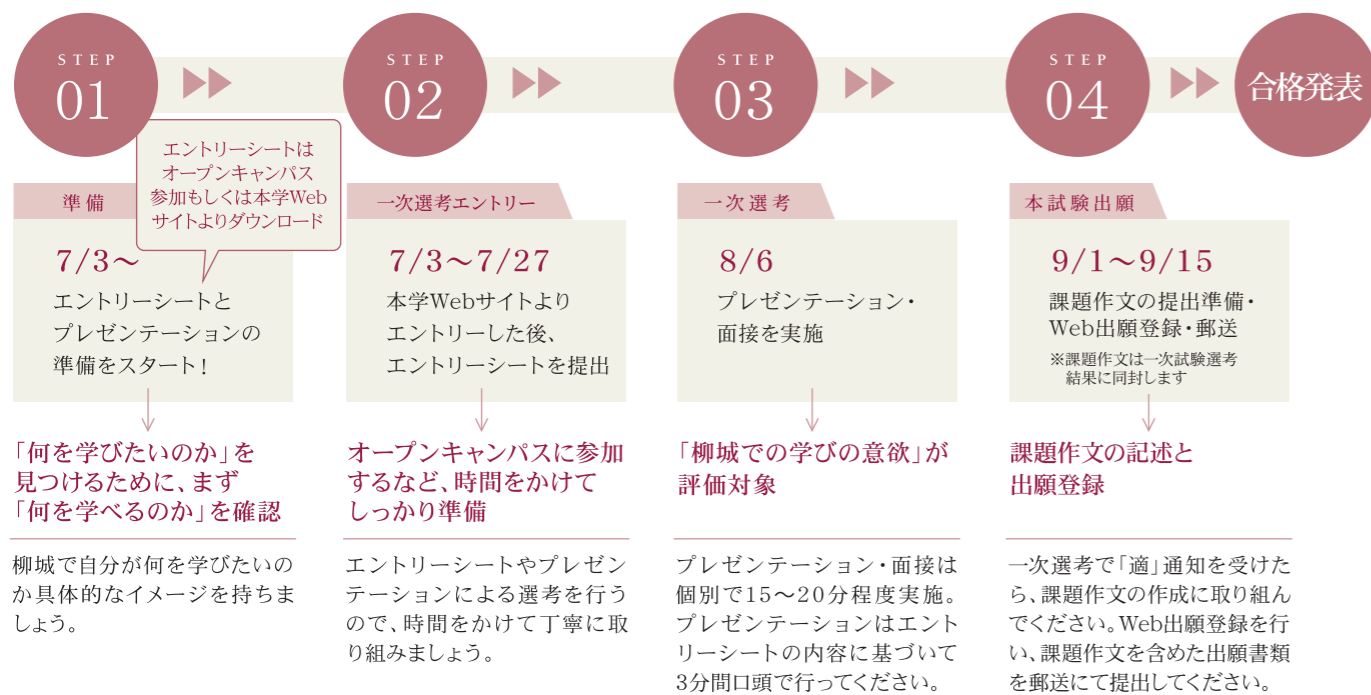 STEP
01
STEP
02
STEP
03
STEP
04
合格発表
エントリーシートは
オープンキャンパス
参加もしくは本学Web
サイトよりダウンロード
準備
7/3〜
エントリーシートと
プレゼンテーションの
準備をスタート!
「何を学びたいのか」を
見つけるために、まず
「何を学べるのか」を確認
柳城で自分が何を学びたいの
か具体的なイメージを持ちま
しょう。
一次選考エントリー
7/3〜7/27
本学Webサイトより
エントリーした後、
エントリーシートを提出
オープンキャンパスに参加
するなど、時間をかけて
しっかり準備
エントリーシートやプレゼン
テーションによる選考を行う
ので、時間をかけて丁寧に取
り組みましょう。
一次選考
8/6
プレゼンテーション・
面接を実施
「柳城での学びの意欲」が
評価対象
プレゼンテーション・面接は
個別で15〜20分程度実施。
プレゼンテーションはエント
リーシートの内容に基づいて
3分間口頭で行ってください。
本試験出願
9/1〜9/15
課題作文の提出準備・
Web出願登録・郵送
※課題作文は一次試験選考
結果に同封します
課題作文の記述と
出願登録
一次選考で「適」通知を受けた
ら、課題作文の作成に取り組ん
でください。Web出願登録を行
い、課題作文を含めた出願書類
を郵送にて提出してください。